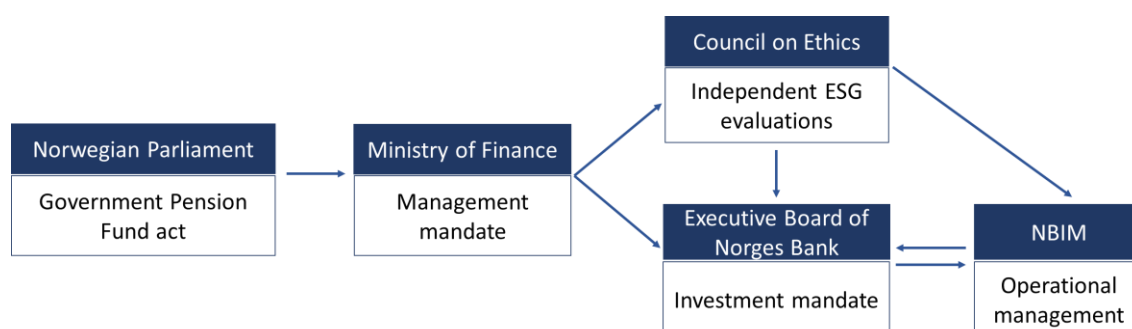 Norwegian Parliament
Government Pension
Fund act
Ministry of Finance
Management
mandate
Council on Ethics
Independent ESG
evaluations
Executive Board of
Norges Bank
Investment mandate
NBIM
Operational
management